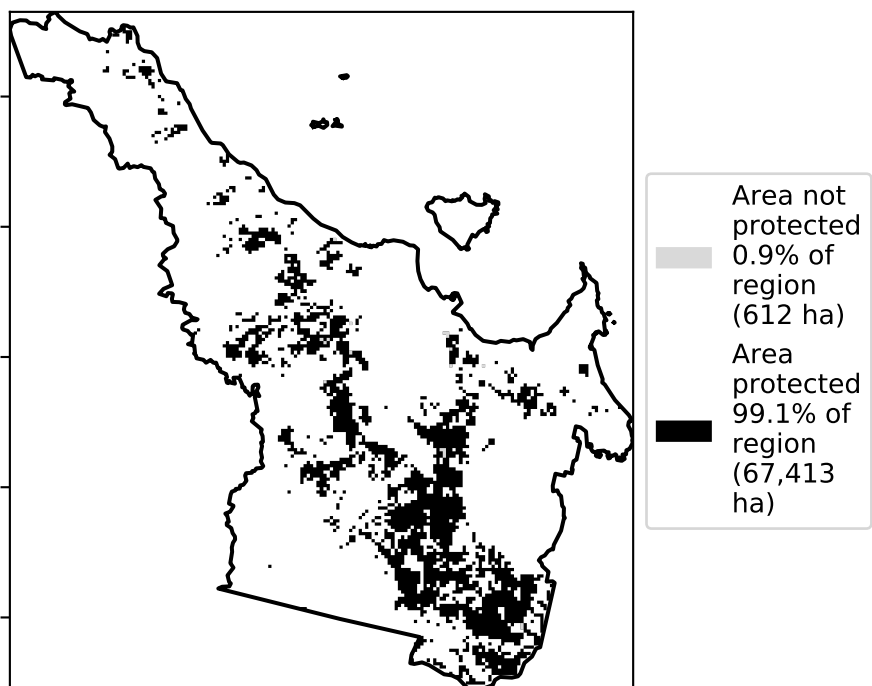 Area not
protected
0.9% of
region
(612 ha)
Area
protected
99.1% of
region
(67,413
ha)